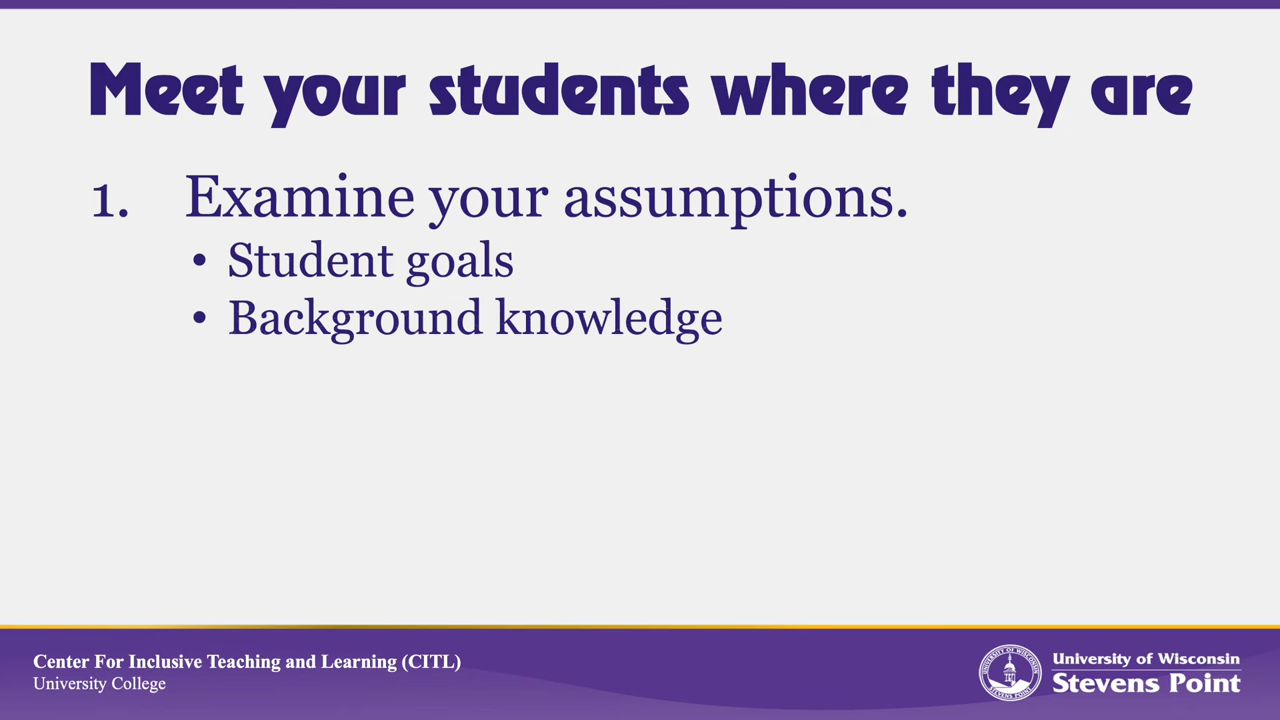 Meet your students where they are
1. Examine your assumptions.
• Student goals
• Background knowledge
Center For Inclusive Teaching and Learning (CITL)
University College
University of Wisconsin
Stevens Point